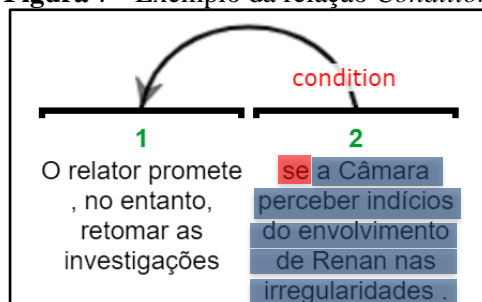 Figura 7 - Exemplo da relação Condition
condition
1
O relator promete
, no entanto,
retomar as
investigações
2
se a Câmara
perceber indícios
do envolvimento
de Renan nas
irregularidades .